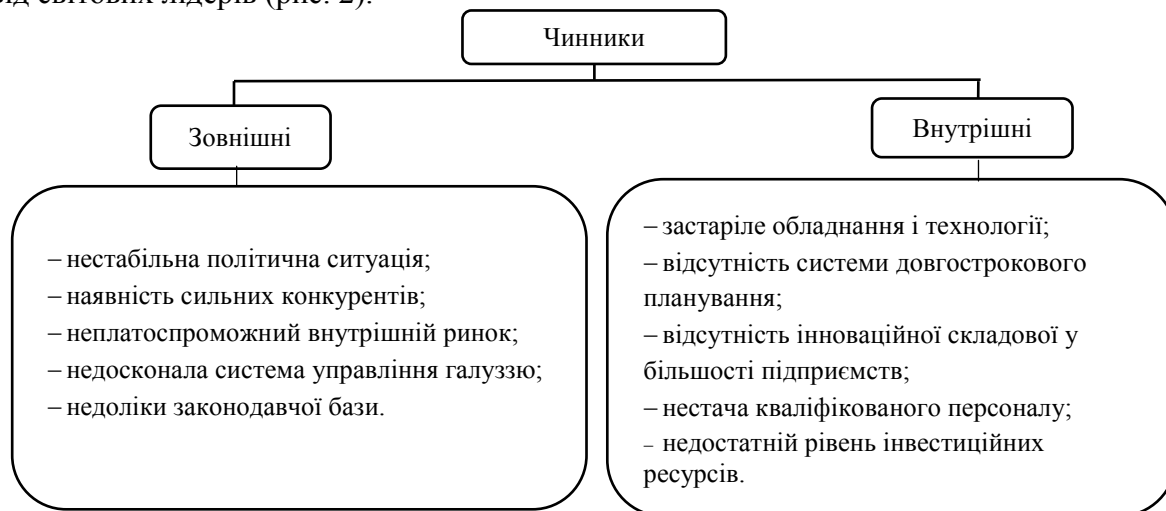 від світових лідерів (рис. 2).
Чинники
Зовнішні
Внутрішні
– нестабільна політична ситуація;
– наявність сильних конкурентів;
– неплатоспроможний внутрішній ринок;
– недосконала система управління галуззю;
– недоліки законодавчої бази.
– застаріле обладнання і технології;
– відсутність системи довгострокового
планування;
– відсутність інноваційної складової у
більшості підприємств;
– нестача кваліфікованого персоналу;
– недостатній рівень інвестиційних
ресурсів.